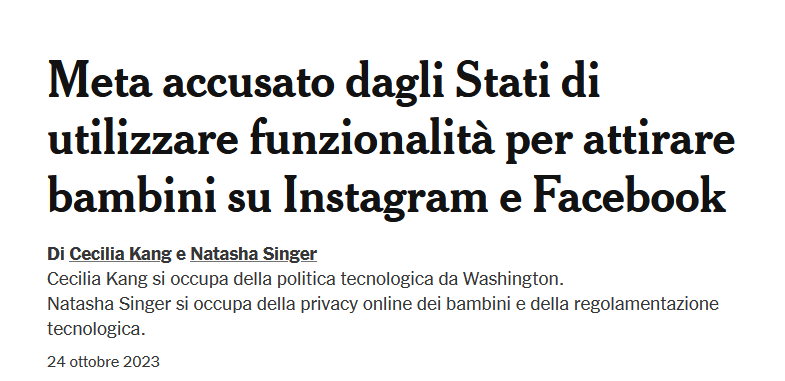 Meta accusato dagli Stati di
utilizzare funzionalità per attirare
bambini su Instagram e Facebook
Di Cecilia Kang e Natasha Singer
Cecilia Kang si occupa della politica tecnologica da Washington.
Natasha Singer si occupa della privacy online dei bambini e della regolamentazione
tecnologica.
24 ottobre 2023